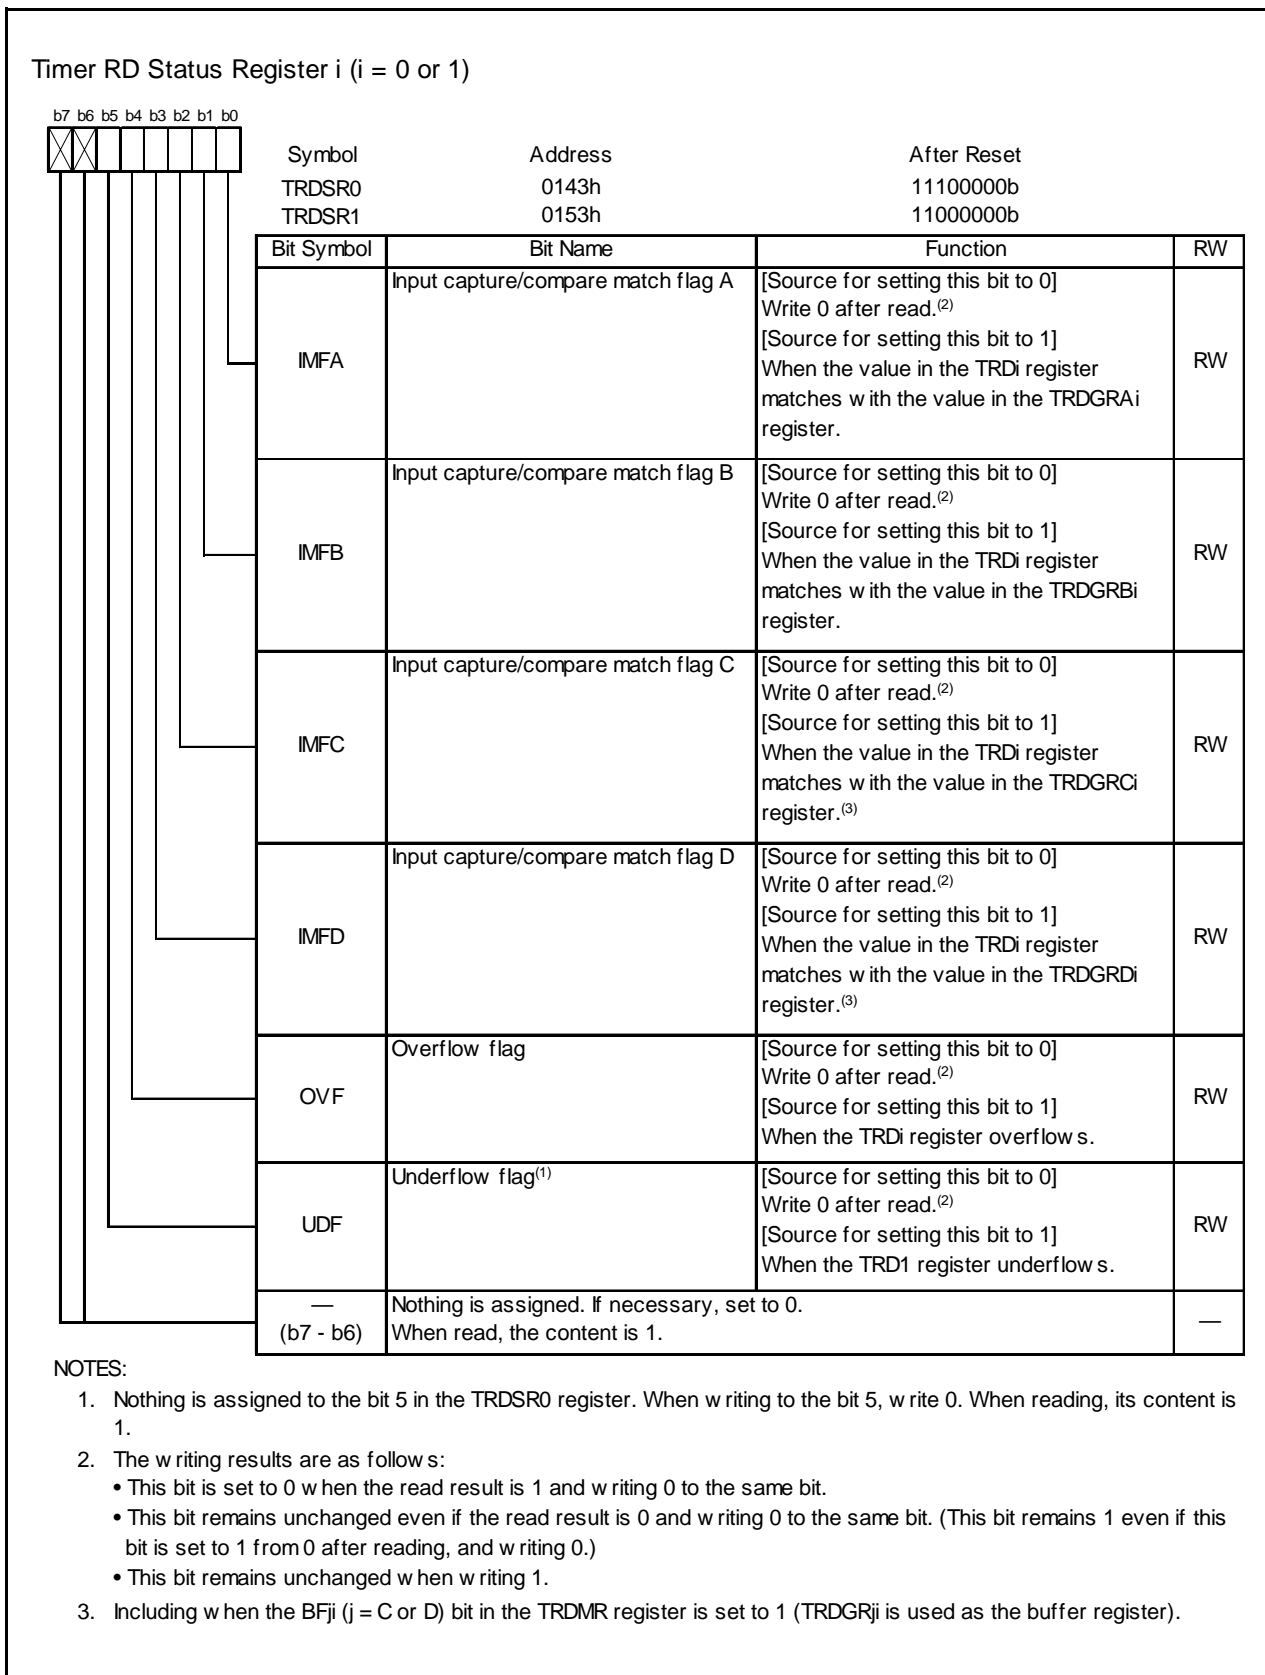 Timer RD Status Register i (i = 0 or 1)
b7 b6 b5 b4 b3 b2 b1 b0
Symbol Address After Reset
TRDSR0 0143h 11100000b
TRDSR1 0153h 11000000b
Bit Symbol Bit Name Function RW
IMFA Input capture/compare match flag A [Source for setting this bit to 0]
Write 0 after read.(2)
[Source for setting this bit to 1]
When the value in the TRDi register
matches with the value in the TRDGRAi
register.
RW
IMFB Input capture/compare match flag B [Source for setting this bit to 0]
Write 0 after read.(2)
[Source for setting this bit to 1]
When the value in the TRDi register
matches with the value in the TRDGRBi
register.
RW
IMFC Input capture/compare match flag C [Source for setting this bit to 0]
Write 0 after read.(2)
[Source for setting this bit to 1]
When the value in the TRDi register
matches with the value in the TRDGRCi
register.(3)
RW
IMFD Input capture/compare match flag D [Source for setting this bit to 0]
Write 0 after read.(2)
[Source for setting this bit to 1]
When the value in the TRDi register
matches with the value in the TRDGRDi
register.(3)
RW
OVF Overflow flag [Source for setting this bit to 0]
Write 0 after read.(2)
[Source for setting this bit to 1]
When the TRDi register overflows.
RW
UDF Underflow flag(1) [Source for setting this bit to 0]
Write 0 after read.(2)
[Source for setting this bit to 1]
When the TRD1 register underflows.
RW
— Nothing is assigned. If necessary, set to 0.
(b7 - b6) When read, the content is 1. —
NOTES:
1. Nothing is assigned to the bit 5 in the TRDSR0 register. When writing to the bit 5, write 0. When reading, its content is
1.
2. The writing results are as follows:
• This bit is set to 0 when the read result is 1 and writing 0 to the same bit.
• This bit remains unchanged even if the read result is 0 and writing 0 to the same bit. (This bit remains 1 even if this
bit is set to 1 from 0 after reading, and writing 0.)
• This bit remains unchanged when writing 1.
3. Including when the BFji (j = C or D) bit in the TRDMR register is set to 1 (TRDGRji is used as the buffer register).